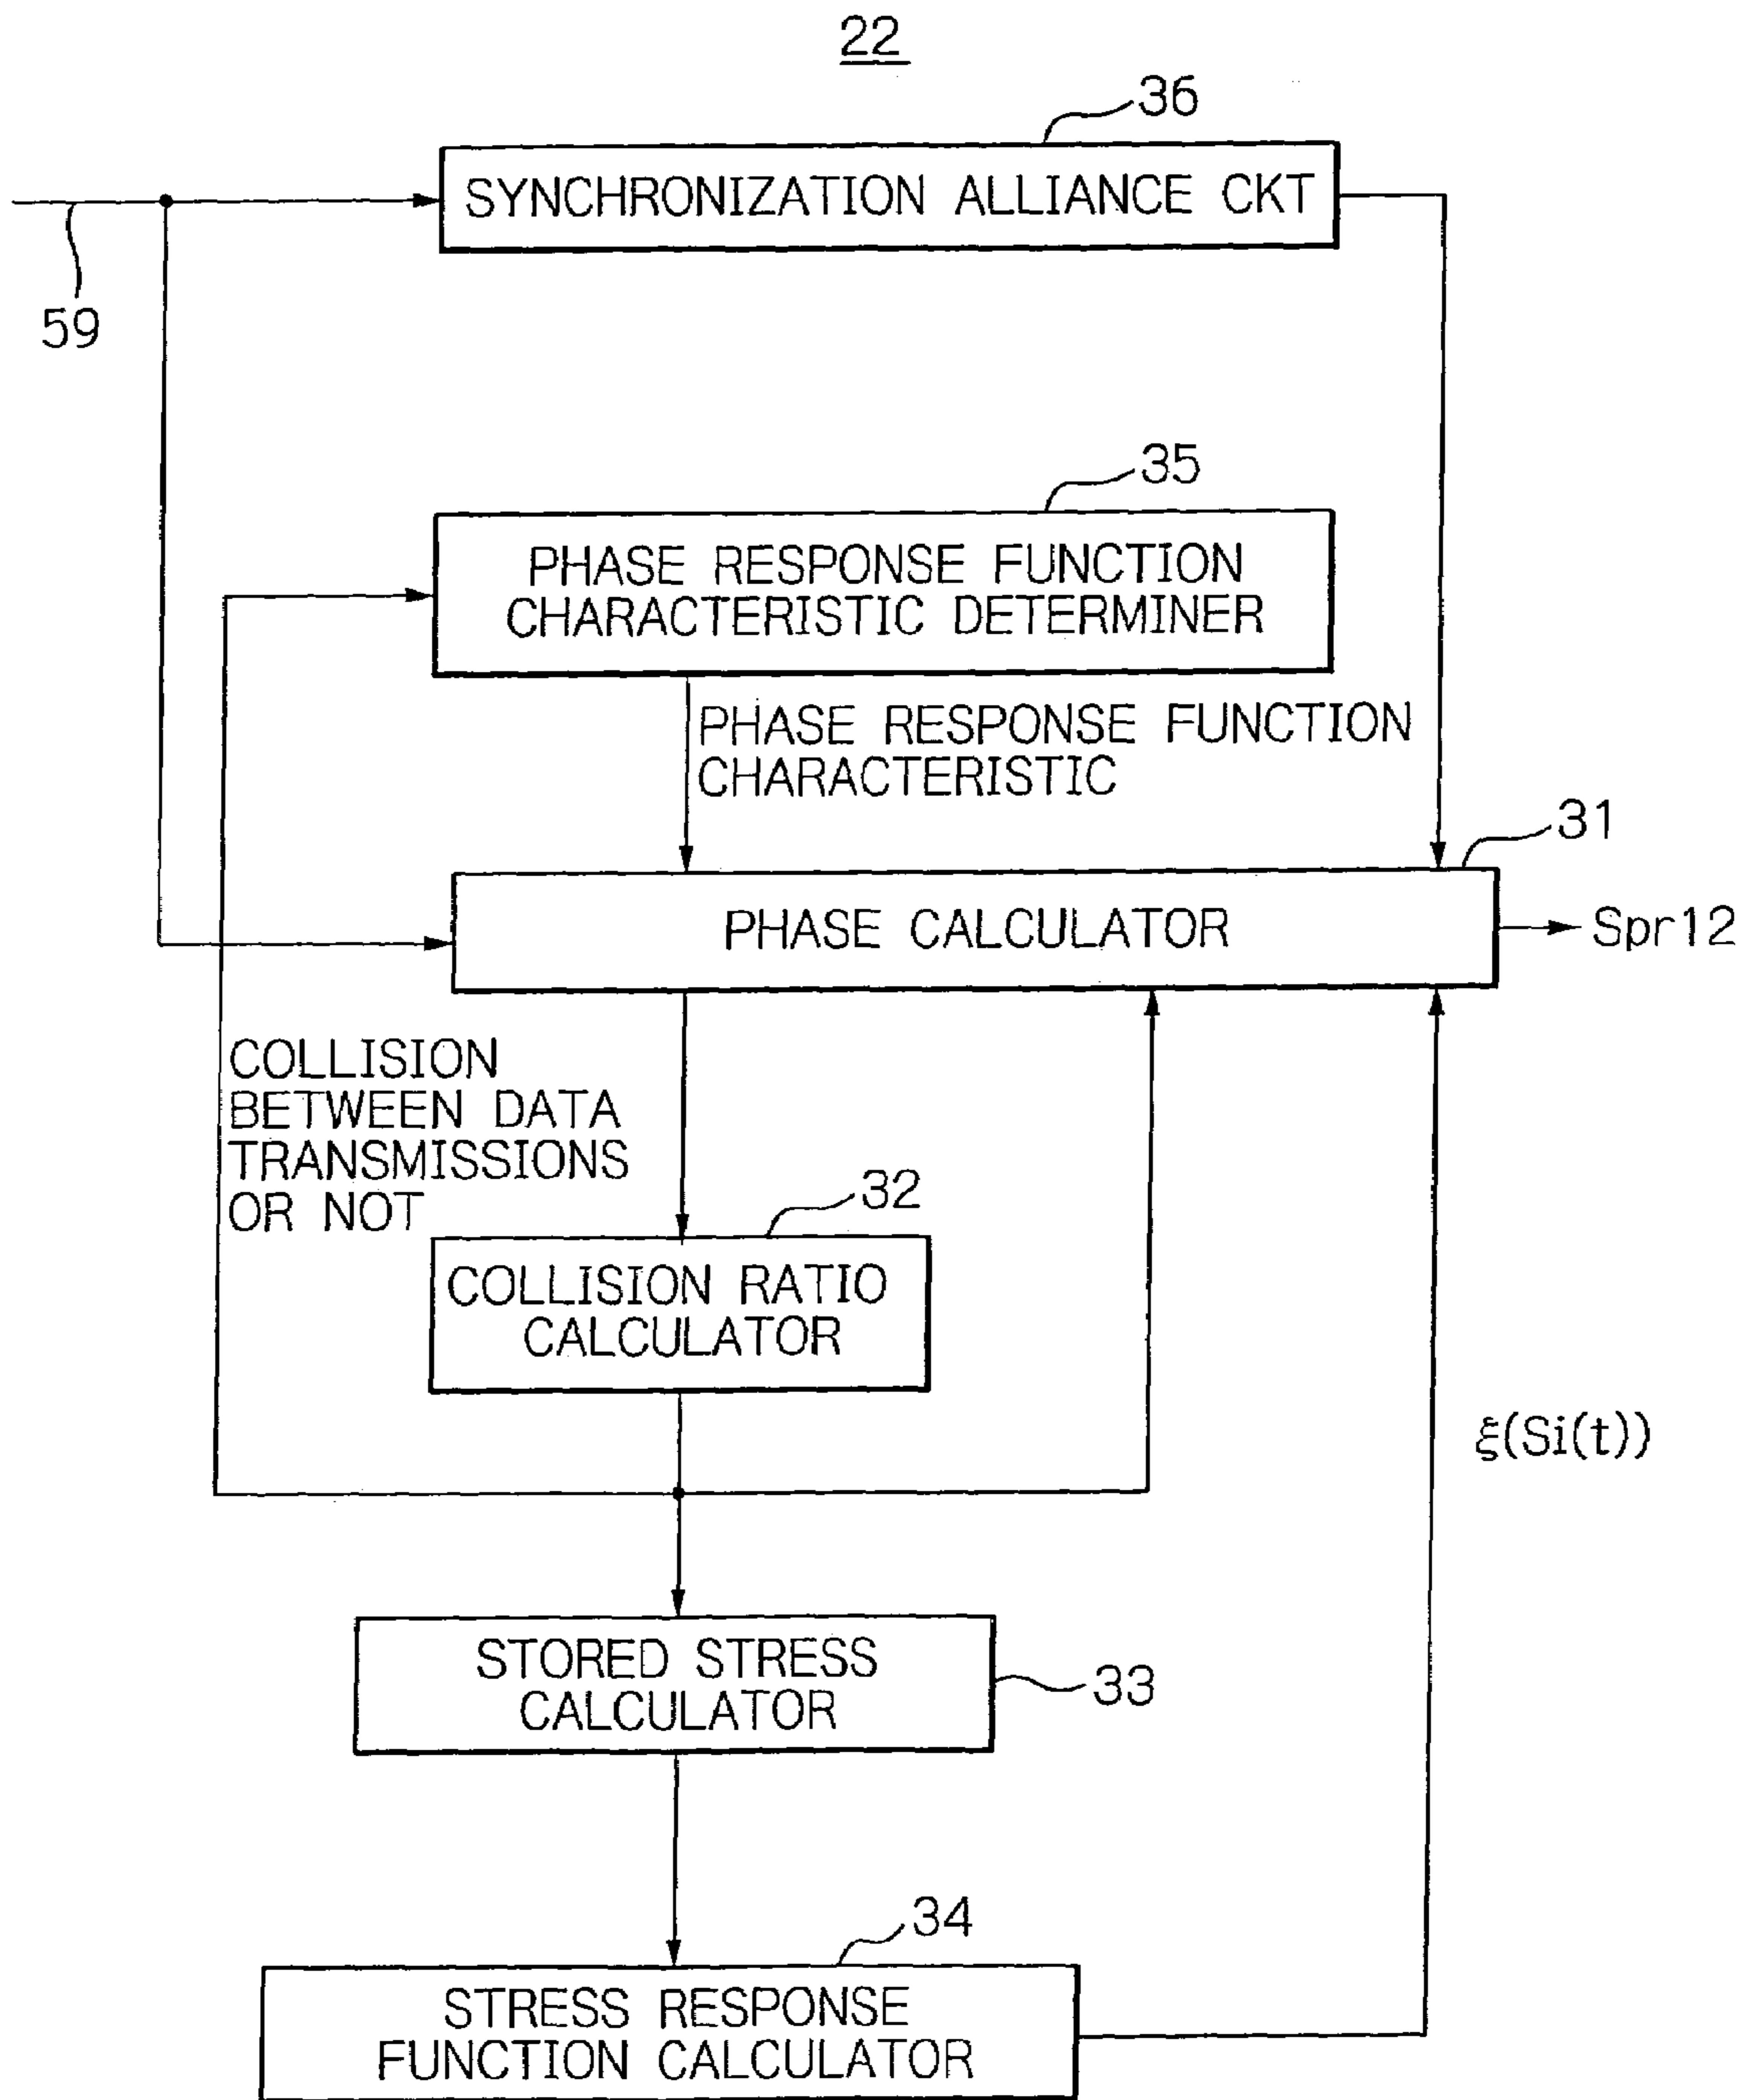 22
36
SYNCHRONIZATION ALLIANCE CKT
59
35
PHASE RESPONSE FUNCTION
CHARACTERISTIC DETERMINER
PHASE RESPONSE FUNCTION
CHARACTERISTIC
31
PHASE CALCULATOR
Spr12
COLLISION
BETWEEN DATA
TRANSMISSIONS
OR NOT
32
COLLISION RATIO
CALCULATOR
ξ(Si(t))
STORED STRESS
CALCULATOR
33
34
STRESS RESPONSE
FUNCTION CALCULATOR